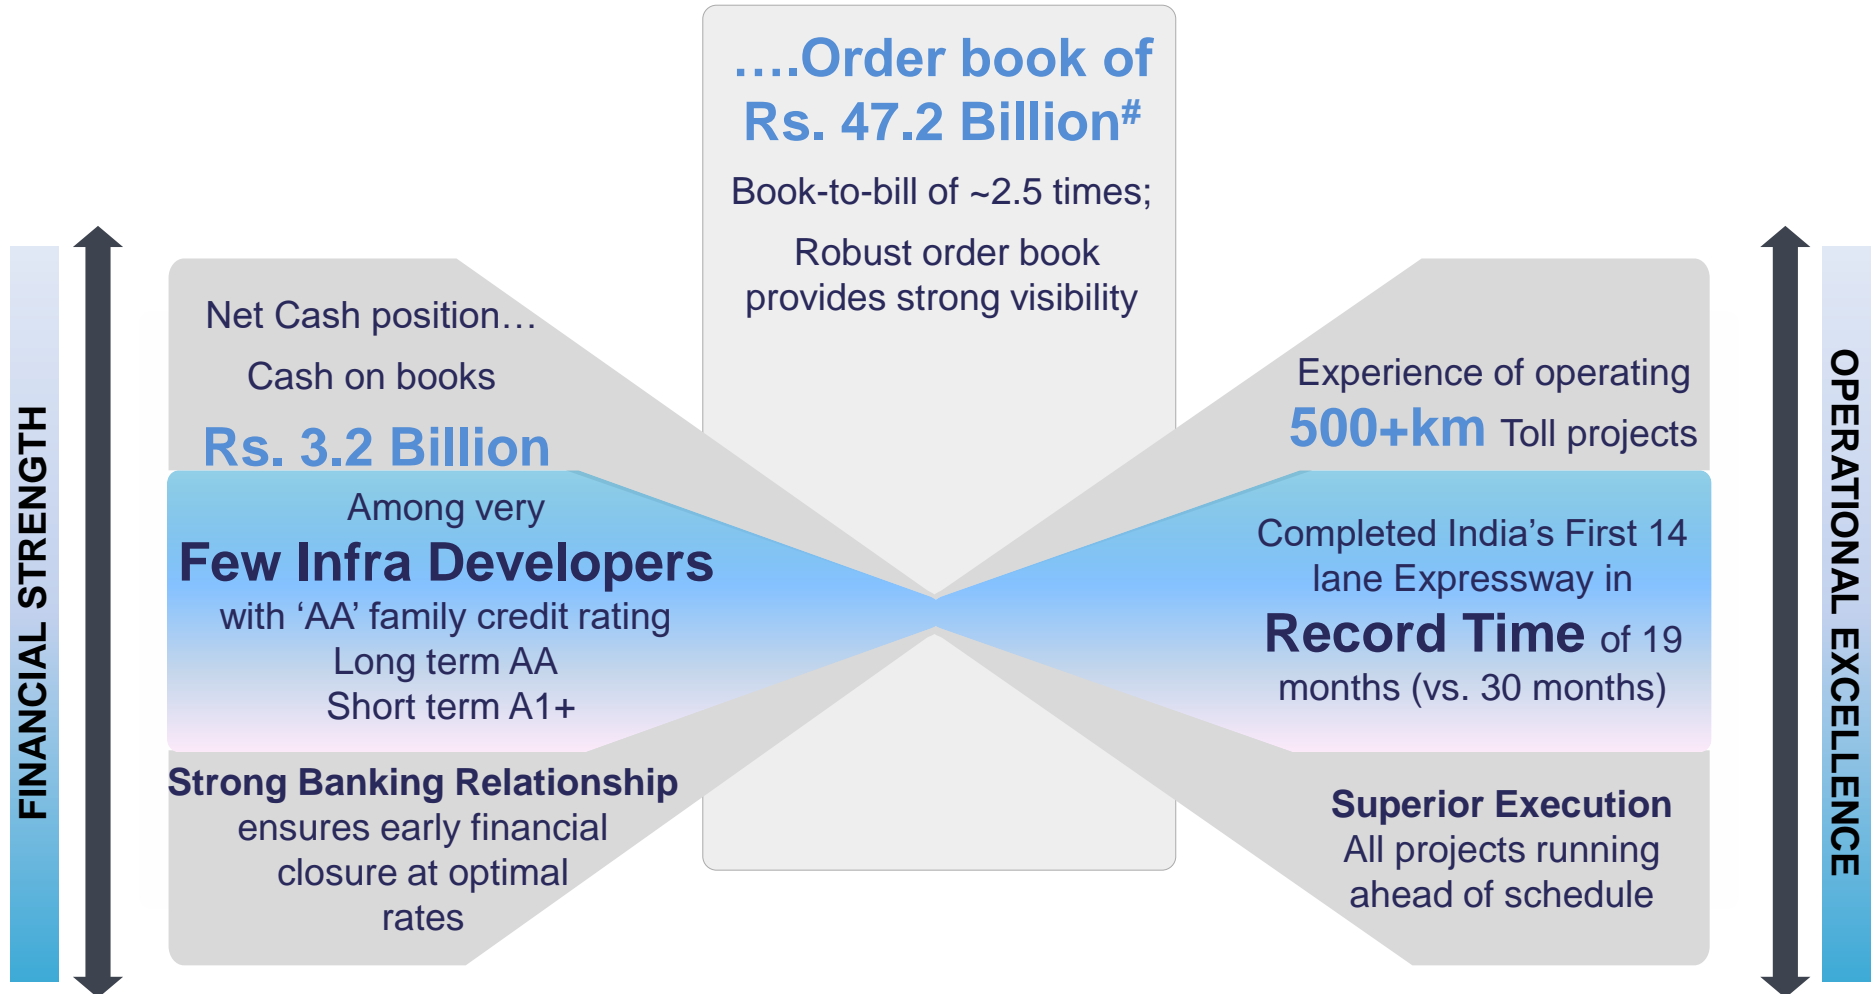 ….Order book of
Rs. 47.2 Billion#
Book-to-bill of ~2.5 times;
Robust order book
provides strong visibility
FINANCIAL STRENGTH
Net Cash position…
Cash on books
Rs. 3.2 Billion
Among very
Few Infra Developers
with ‘AA’ family credit rating
Long term AA
Short term A1+
Strong Banking Relationship
ensures early financial
closure at optimal
rates
Experience of operating
500+km Toll projects
Completed India’s First 14
lane Expressway in
Record Time of 19
months (vs. 30 months)
Superior Execution
All projects running
ahead of schedule
OPERATIONAL EXCELLENCE